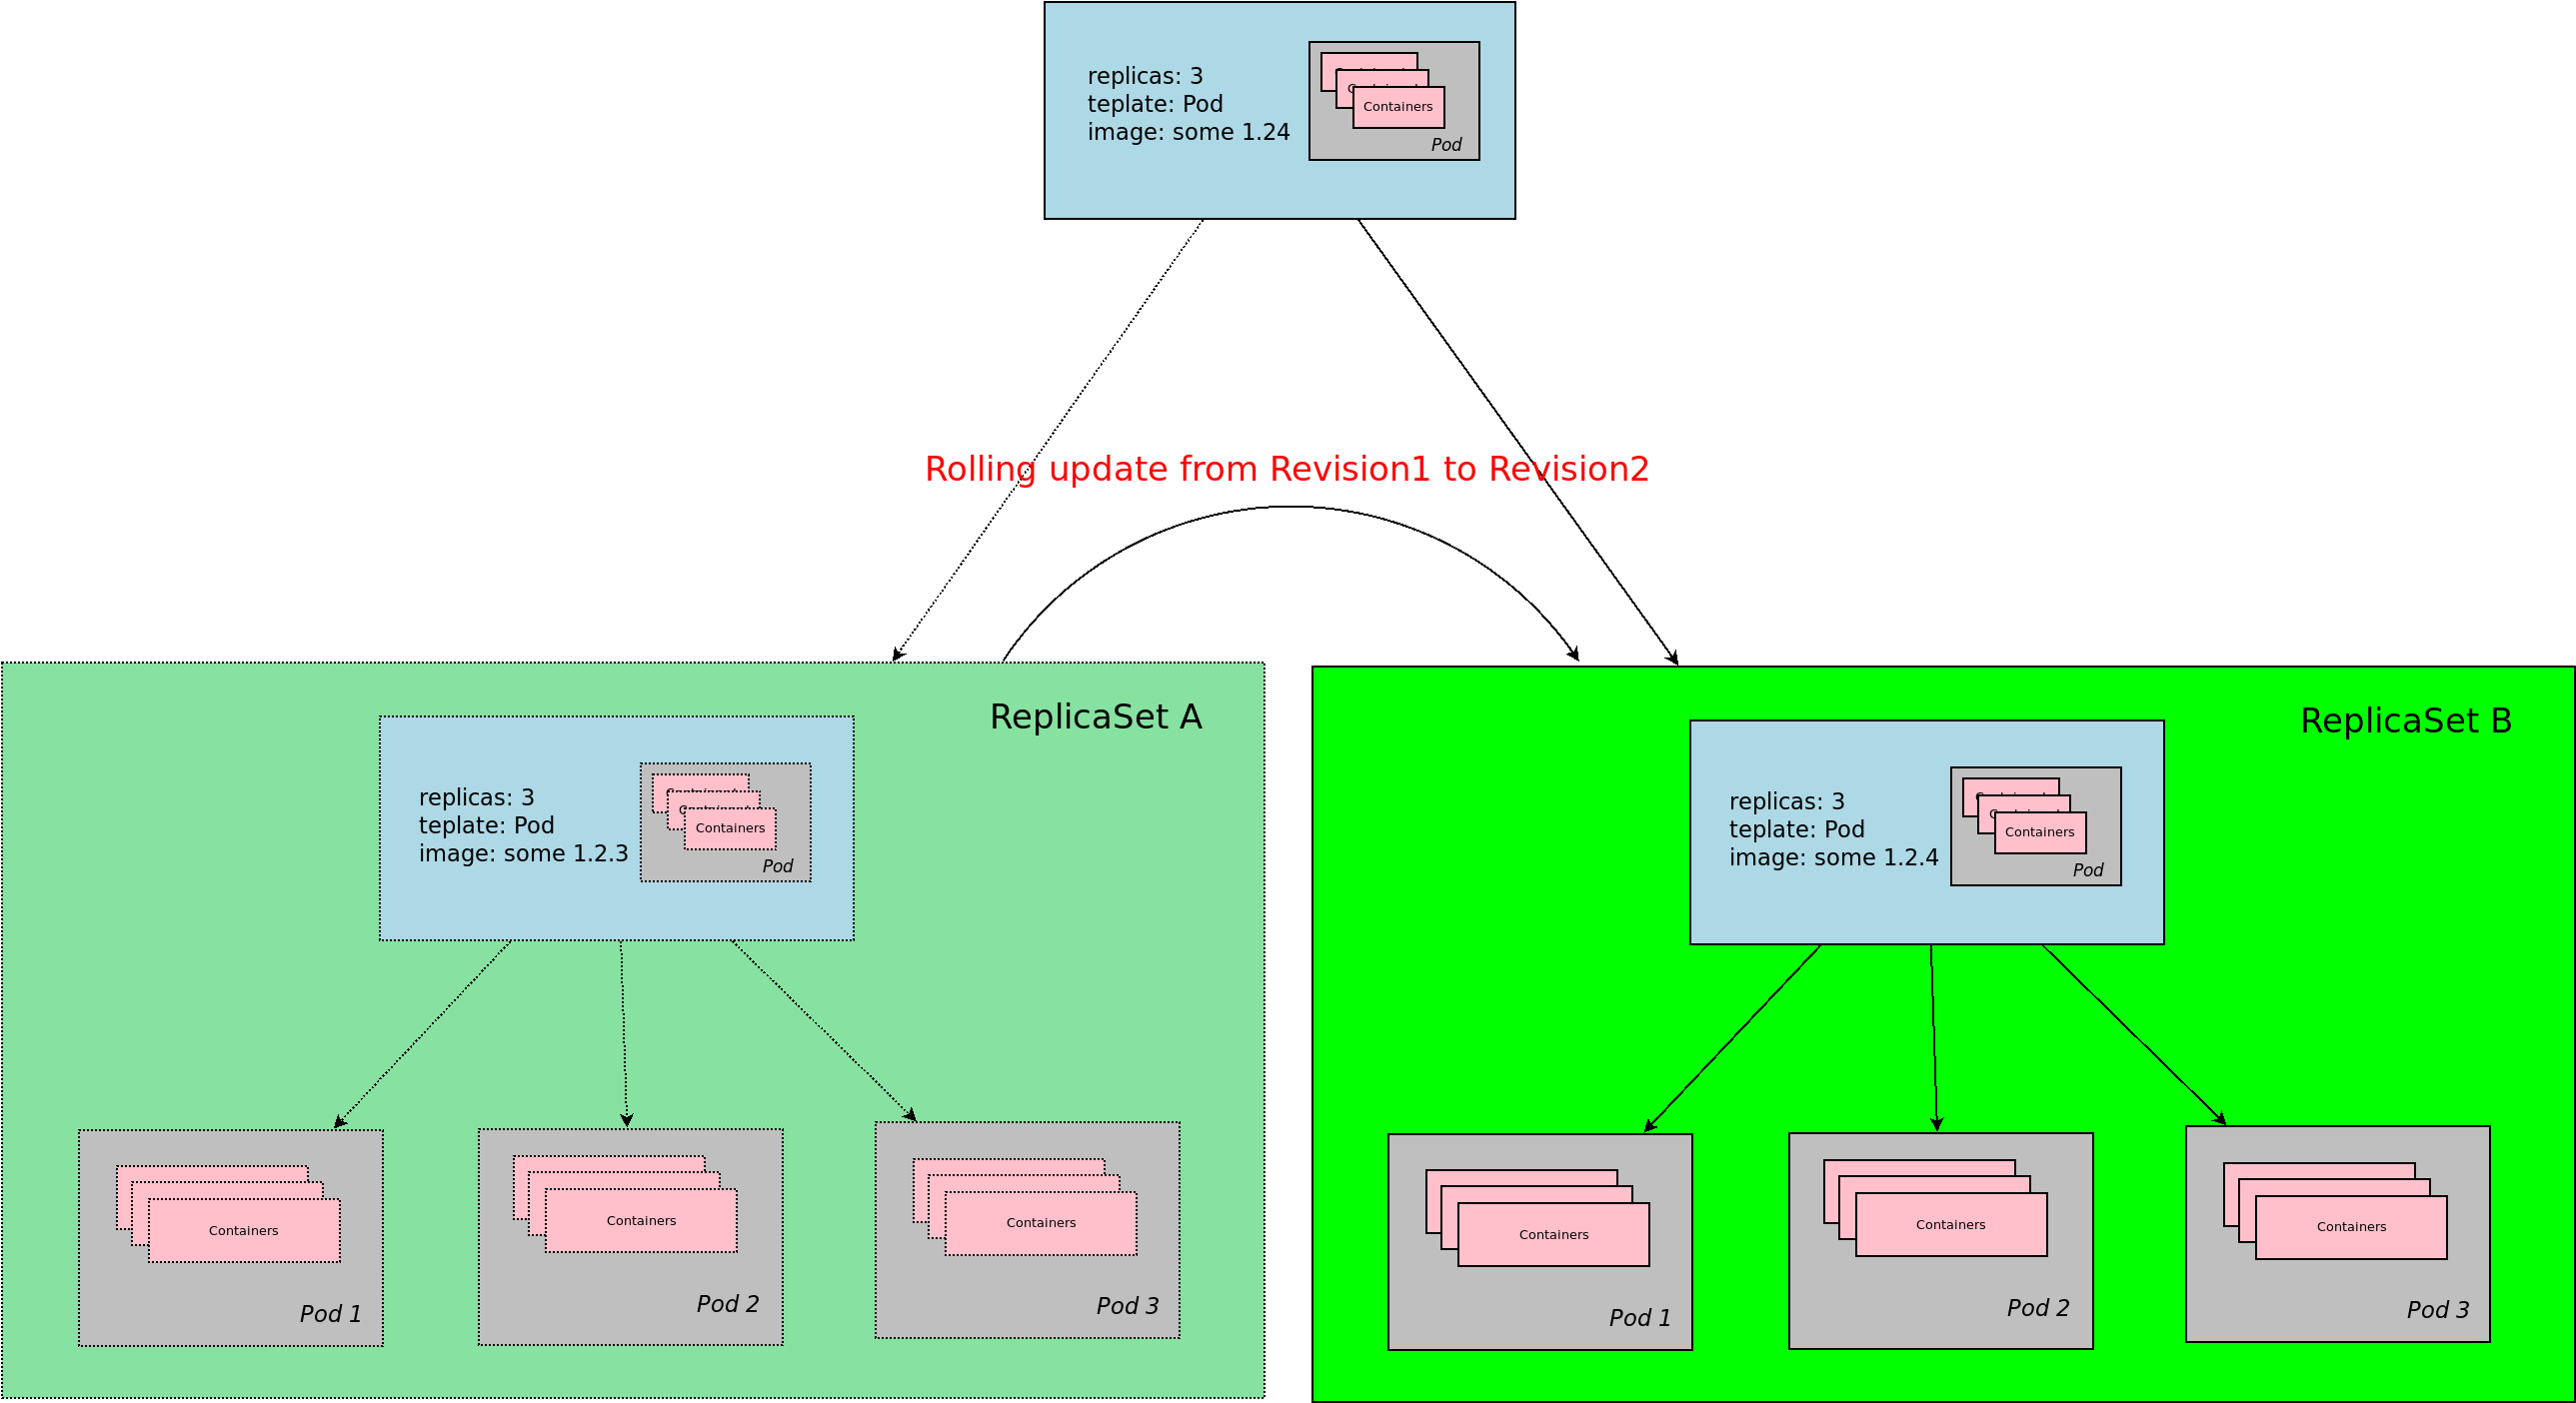 replicas: 3
teplate: Pod
image: some 1.24
Containers
Pod
Rolling update from Revision1 to Revision2
ReplicaSet A
replicas: 3
teplate: Pod
image: some 1.2.3
Containers
Pod
Containers
Pod 1
Containers
Pod 2
Containers
Pod 3
ReplicaSet B
replicas: 3
teplate: Pod
image: some 1.2.4
Containers
Pod
Containers
Pod 1
Containers
Pod 2
Containers
Pod 3